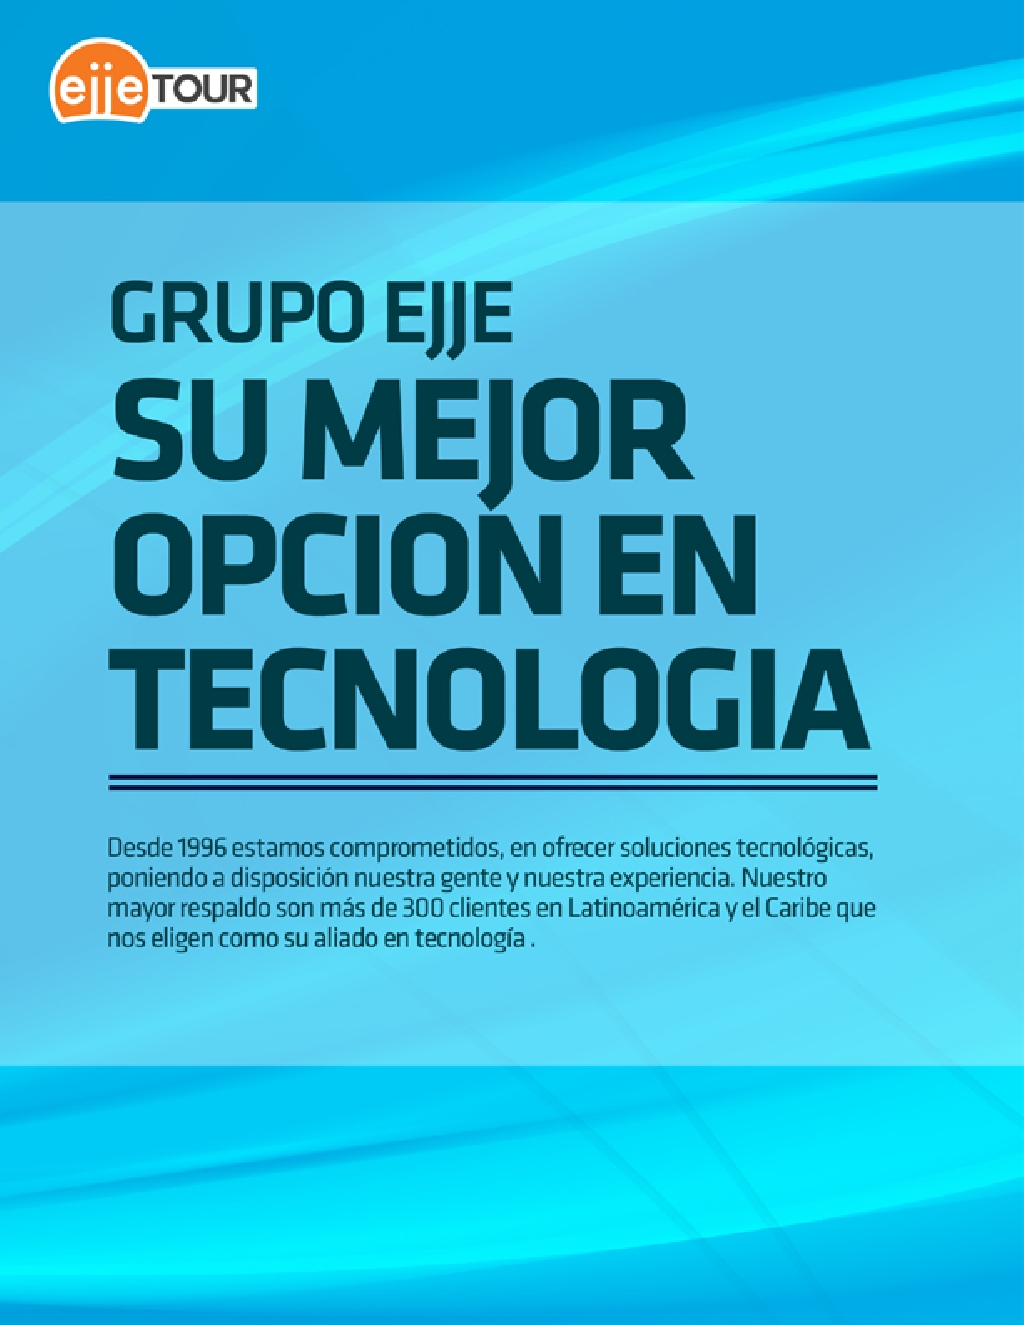 ejje TOUR
GRUPO EJJE
SU MEJOR
OPCION EN
TECNOLOGIA
Desde 1996 estamos comprometidos, en ofrecer soluciones tecnológicas,
poniendo a disposición nuestra gente y nuestra experiencia. Nuestro
mayor respaldo son más de 300 clientes en Latinoamérica y el Caribe que
nos eligen como su aliado en tecnología .